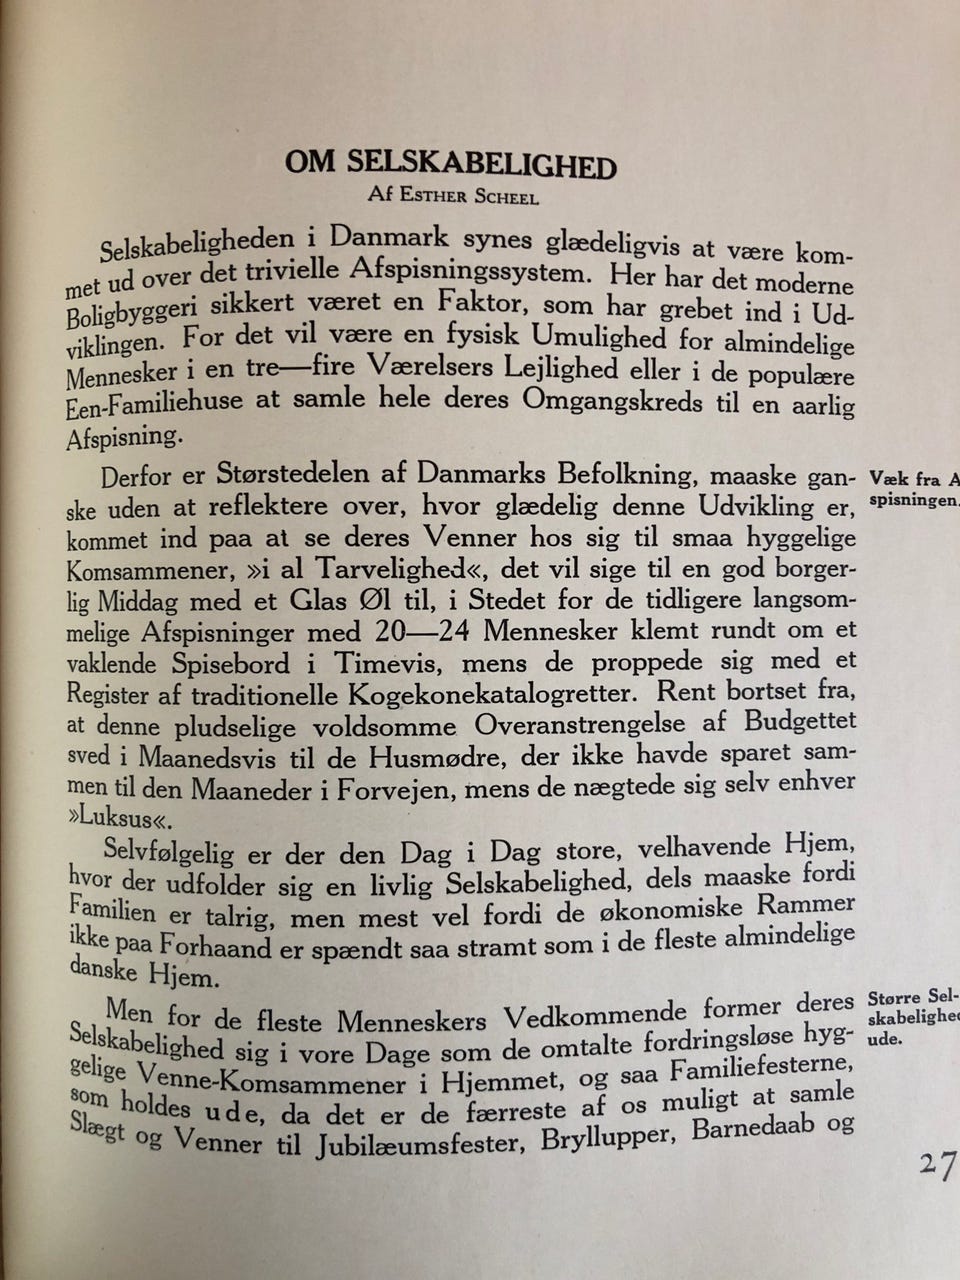 OM SELSKABELIGHED
Af Esther Scheel
Selskabeligheden i Danmark synes glædeligvis at være kom-
met ud over det trivielle Afspisningssystem. Her har det moderne
Boligbyggeri sikkert været en Faktor, som har grebet ind i Ud-
viklingen. For det vil være en fysisk Umulighed for almindelige
Mennesker i en tre—fire Værelsers Lejlighed eller i de populære
Een-Familiehuse at samle hele deres Omgangskreds til en aarlig
Afspisning.
Derfor er Størstedelen af Danmarks Befolkning, maaske gan-
ske uden at reflektere over, hvor glædelig denne Udvikling er,
kommet ind paa at se deres Venner hos sig til smaa hyggelige
Komsammener, »i al Tarvelighed«, det vil sige til en god borger-
lig Middag med et Glas Øl til, i Stedet for de tidligere langsom-
melige Afspisninger med 20—24 Mennesker klemt rundt om et
vaklende Spisebord i Timevis, mens de proppede sig med et
Register af traditionelle Kogekonekatalogretter. Rent bortset fra,
at denne pludselige voldsomme Overanstrengelse af Budgettet
sved i Maanedsvis til de Husmødre, der ikke havde sparet sam-
men til den Maaneder i Forvejen, mens de nægtede sig selv enhver
»Luksus«.
Væk fra A
spisningen.
Selvfølgelig er der den Dag i Dag store, velhavende Hjem,
hvor der udfolder sig en livlig Selskabelighed, dels maaske fordi
Familien er talrig, men mest vel fordi de økonomiske Rammer
ikke paa Forhaand er spændt saa stramt som i de fleste almindelige
danske Hjem.
Men for de fleste Menneskers Vedkommende former deres
Selskabelighed sig i vore Dage som de omtalte fordringsløse hyg-
gelige Venne-Komsammener i Hjemmet, og saa Familiefesterne,
som holdes ude, da det er de færreste af os muligt at samle
Slægt og Venner til Jubilæumsfester, Bryllupper, Barnedaab og
Større Sel-
skabelighed
ude.
27